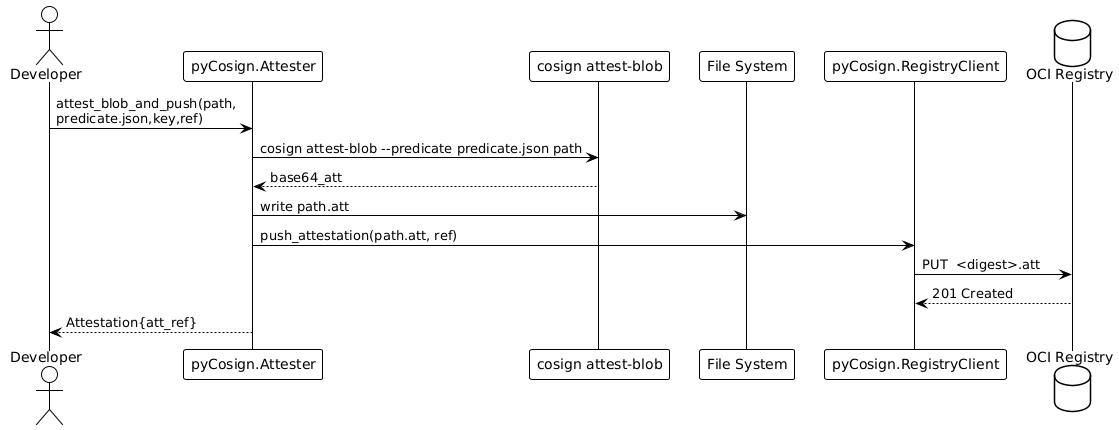 Developer
pyCosign.Attester
cosign attest-blob
File System
pyCosign.RegistryClient
OCI Registry
attest_blob_and_push(path,
predicate.json,key,ref)
cosign attest-blob --predicate predicate.json path
base64_att
write path.att
push_attestation(path.att, ref)
PUT  <digest>.att
201 Created
Attestation{att_ref}
Developer
pyCosign.Attester
cosign attest-blob
File System
pyCosign.RegistryClient
OCI Registry